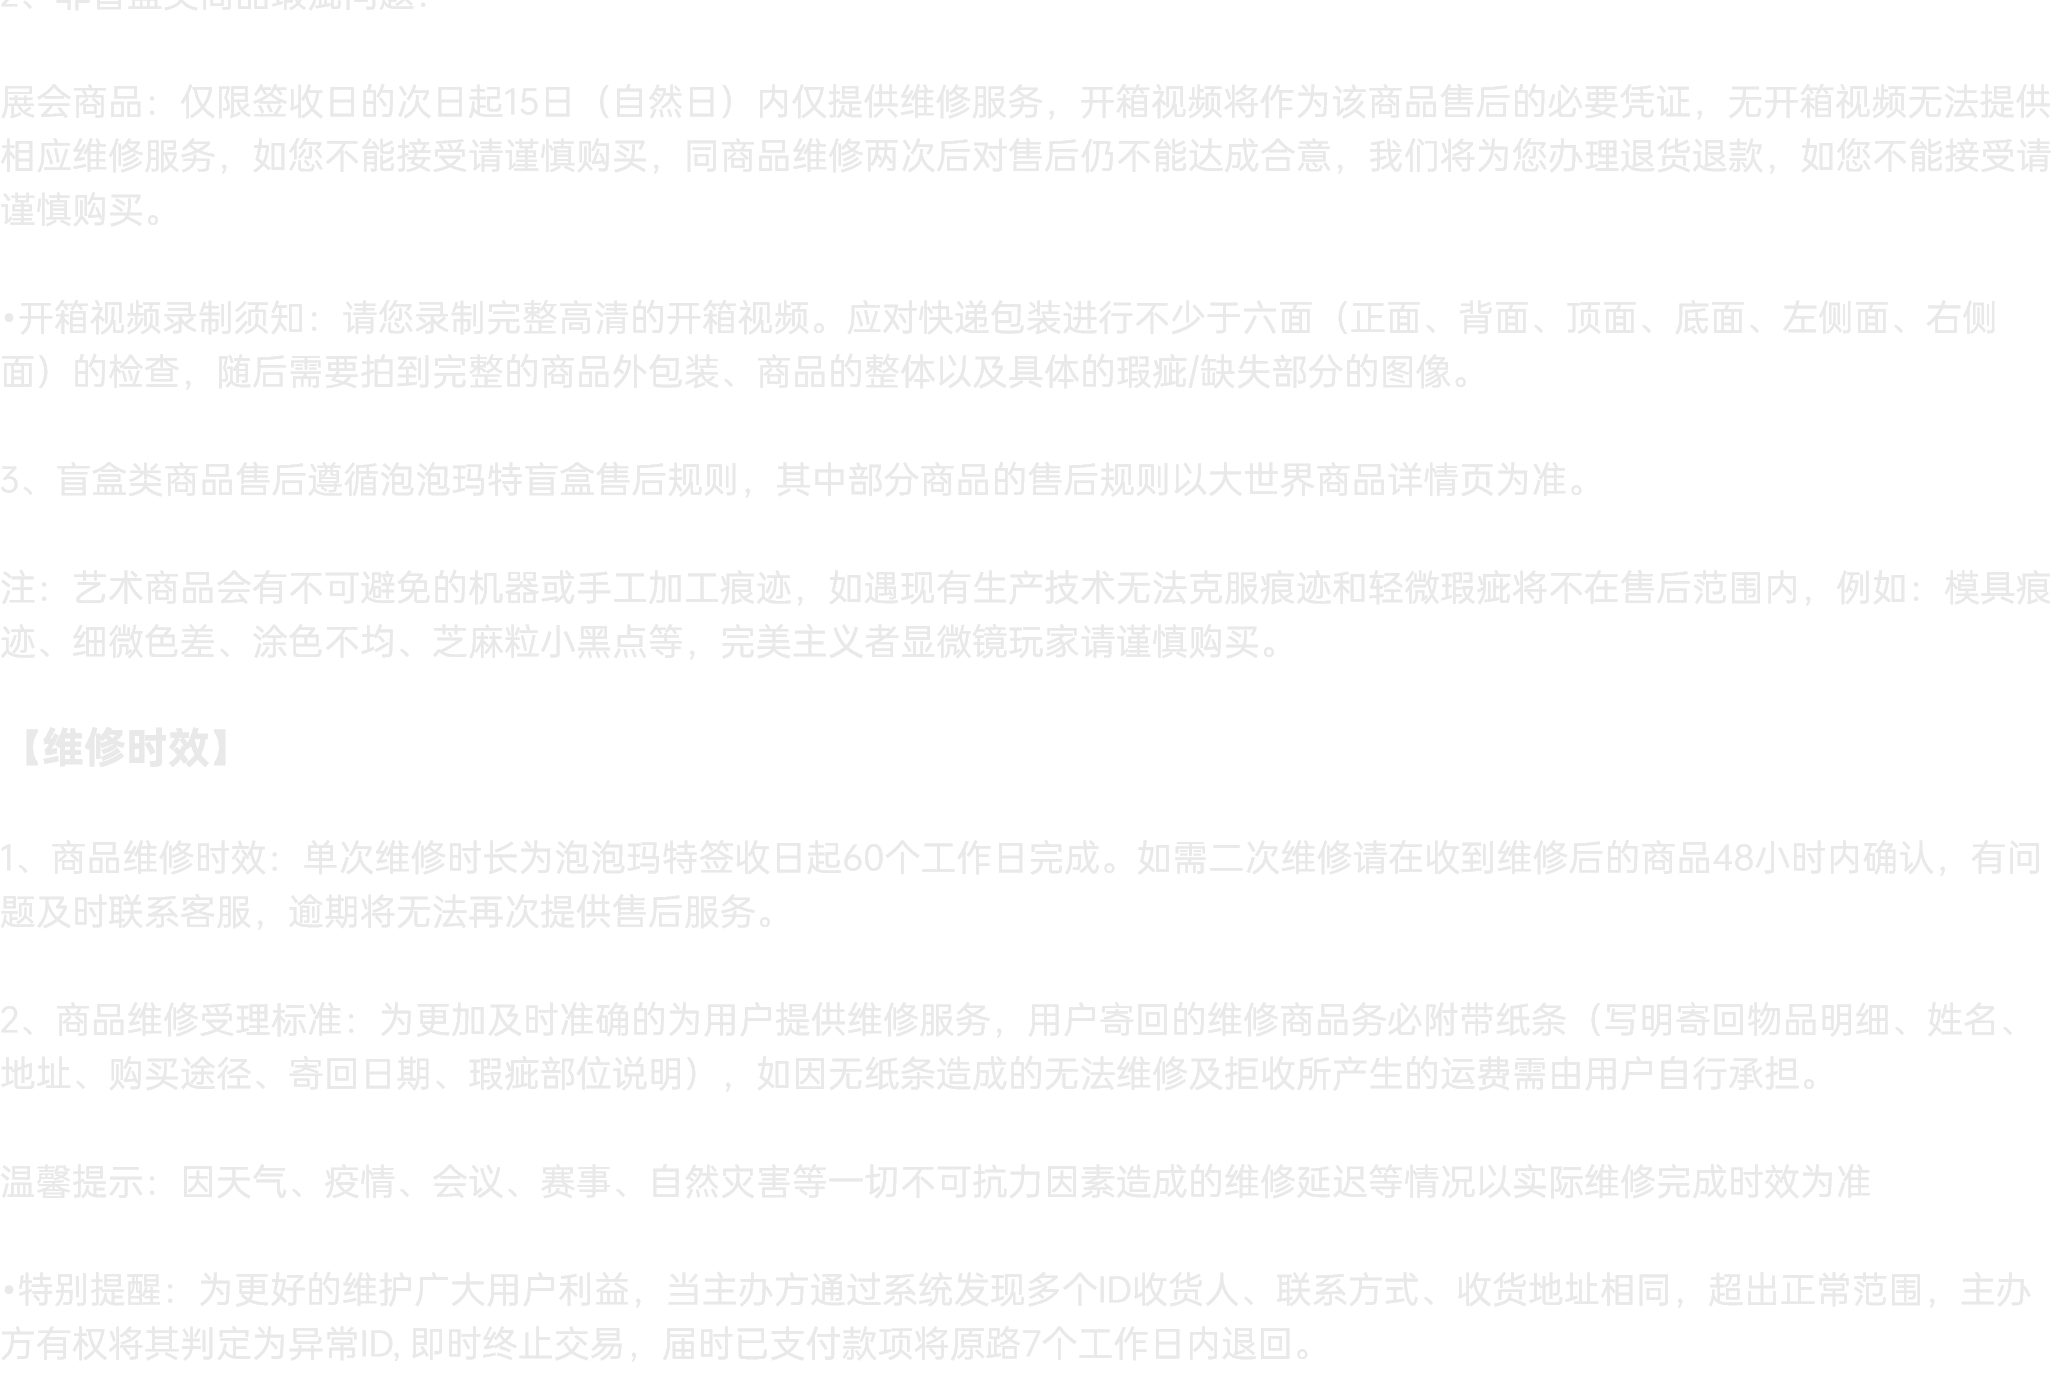 2、非盲盒类商品瑕疵问题：
展会商品：仅限签收日的次日起15日（自然日）内仅提供维修服务，开箱视频将作为该商品售后的必要凭证，无开箱视频无法提供
相应维修服务，如您不能接受请谨慎购买，同商品维修两次后对售后仍不能达成合意，我们将为您办理退货退款，如您不能接受请
谨慎购买。
•开箱视频录制须知：请您录制完整高清的开箱视频。应对快递包装进行不少于六面（正面、背面、顶面、底面、左侧面、右侧
面）的检查，随后需要拍到完整的商品外包装、商品的整体以及具体的瑕疵/缺失部分的图像。
3、盲盒类商品售后遵循泡泡玛特盲盒售后规则，其中部分商品的售后规则以大世界商品详情页为准。
注：艺术商品会有不可避免的机器或手工加工痕迹，如遇现有生产技术无法克服痕迹和轻微瑕疵将不在售后范围内，例如：模具痕
迹、细微色差、涂色不均、芝麻粒小黑点等，完美主义者显微镜玩家请谨慎购买。
【维修时效】
1、商品维修时效：单次维修时长为泡泡玛特签收日起60个工作日完成。如需二次维修请在收到维修后的商品48小时内确认，有问
题及时联系客服，逾期将无法再次提供售后服务。
2、商品维修受理标准：为更加及时准确的为用户提供维修服务，用户寄回的维修商品务必附带纸条（写明寄回物品明细、姓名、
地址、购买途径、寄回日期、瑕疵部位说明），如因无纸条造成的无法维修及拒收所产生的运费需由用户自行承担。
温馨提示：因天气、疫情、会议、赛事、自然灾害等一切不可抗力因素造成的维修延迟等情况以实际维修完成时效为准
•特别提醒：为更好的维护广大用户利益，当主办方通过系统发现多个ID收货人、联系方式、收货地址相同，超出正常范围，主办
方有权将其判定为异常ID, 即时终止交易，届时已支付款项将原路7个工作日内退回。